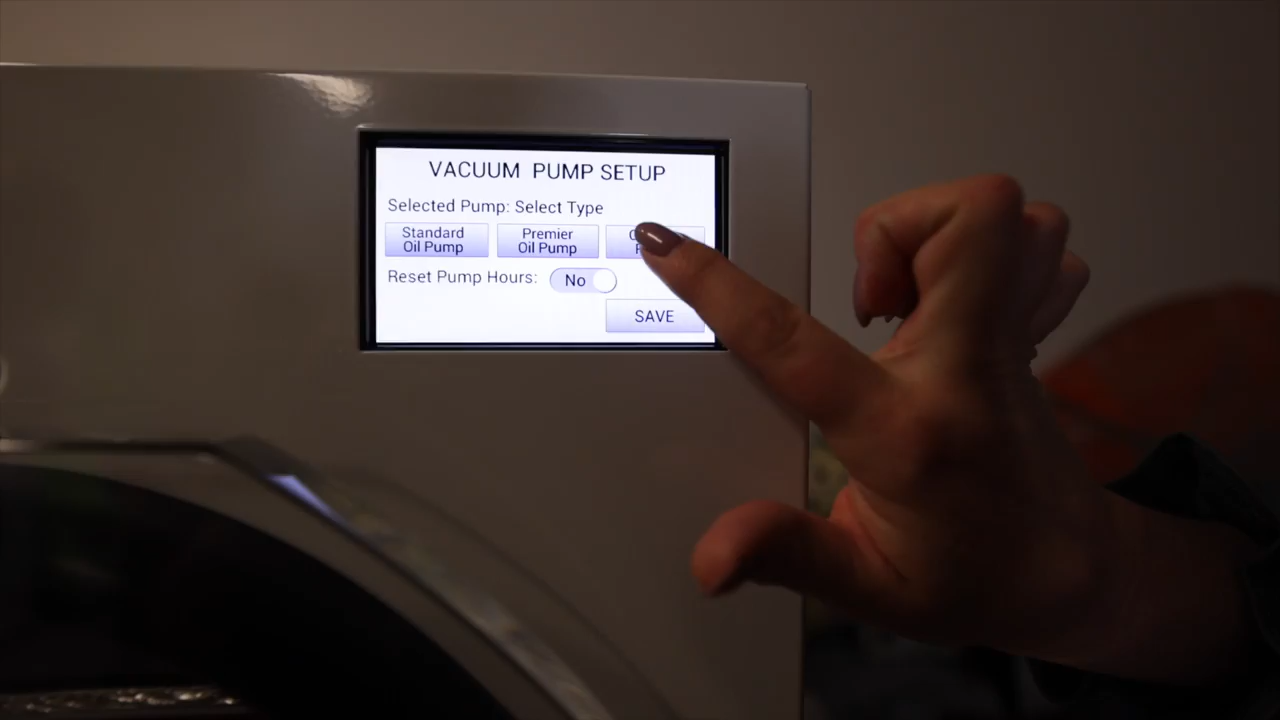 VACUUM PUMP SETUP
Selected Pump: Select Type
Standard
Oil Pump
Premier
Oil Pump
Reset Pump Hours: No
SAVE